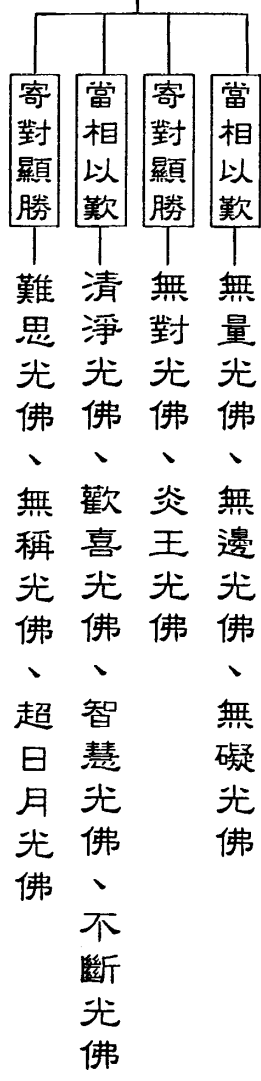 當相以歎
無量光佛、無邊光佛、無礙光佛
寄對顯勝
無對光佛、炎王光佛
當相以歎
清淨光佛、歡喜光佛、智慧光佛、不斷光佛
寄對顯勝
難思光佛、無稱光佛、超日月光佛